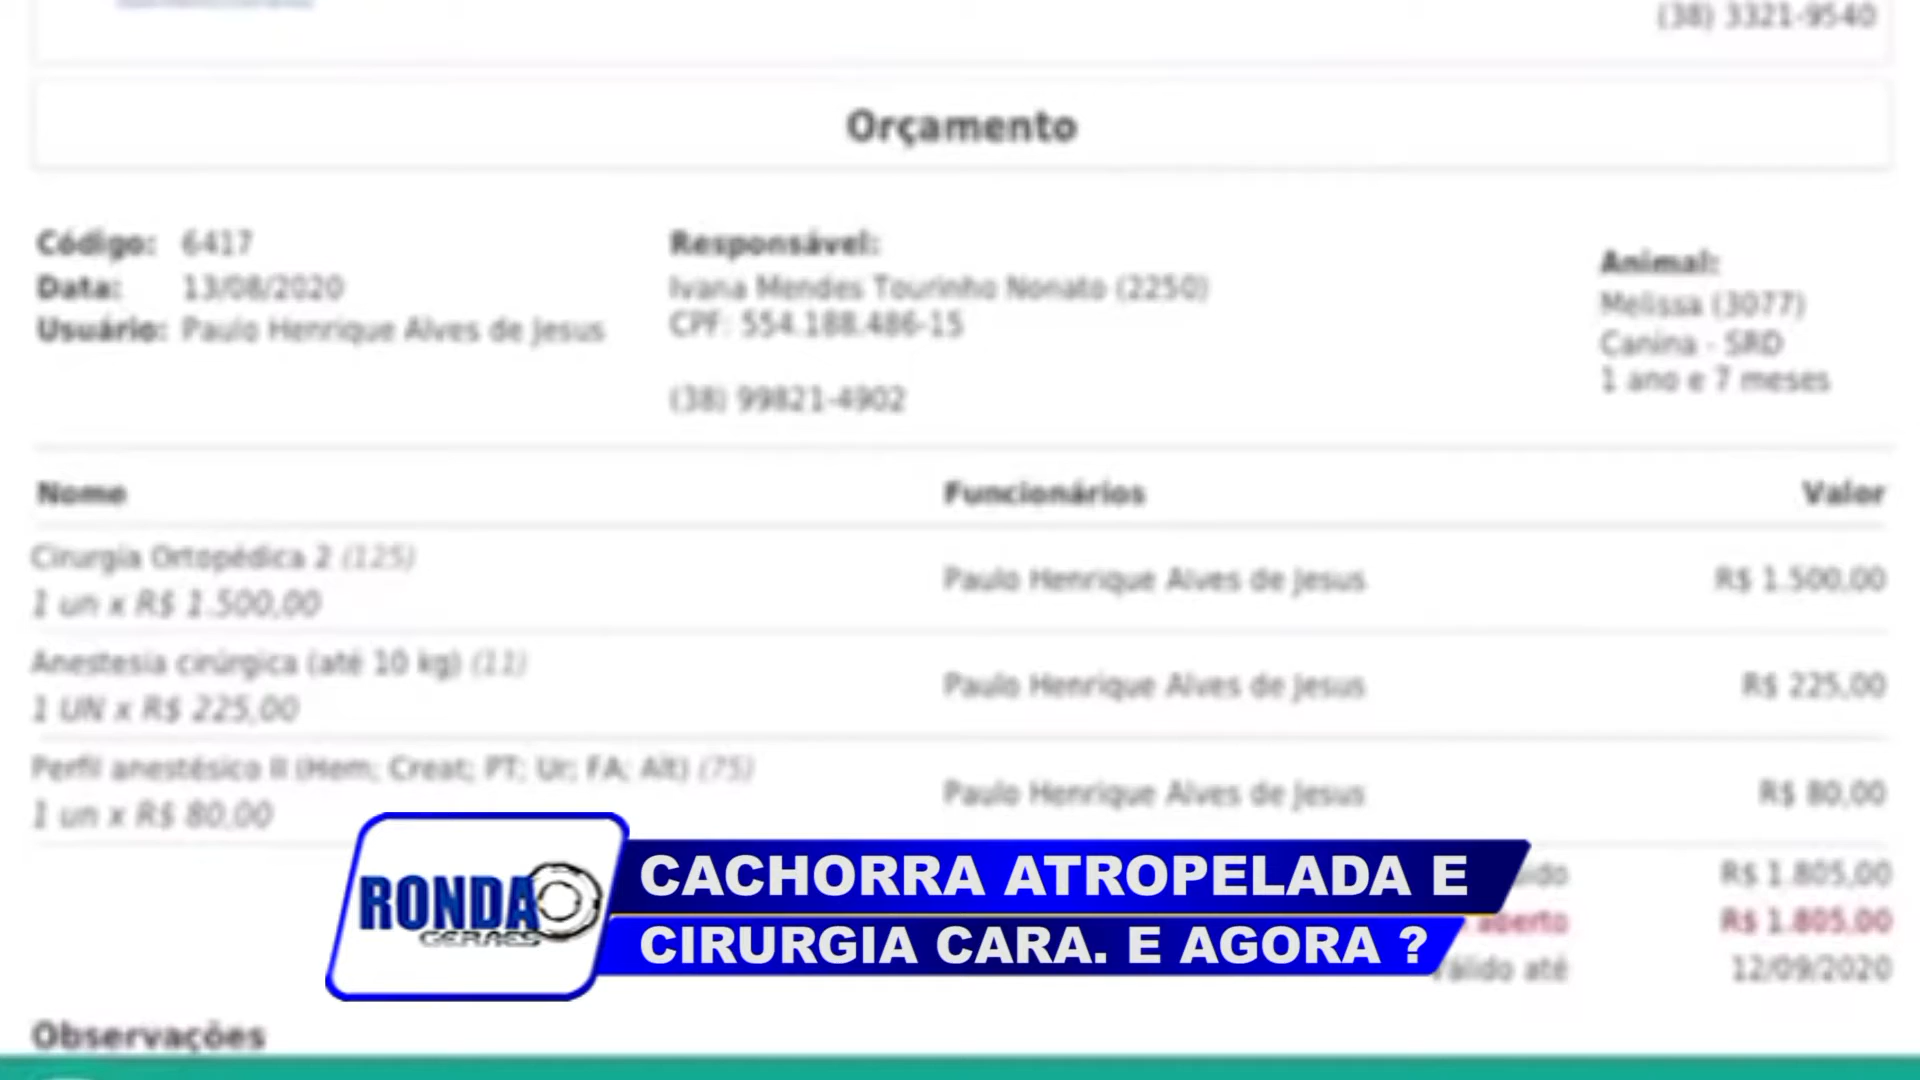 (38) 3321-9540
Orçamento
Código: 6417
Data: 13/08/2020
Usuário: Paulo Henrique Alves de Jesus
Responsável:
Ivana Mendes Tourinho Nonato (2250)
CPF: 554.188.486-15
(38) 99821-4902
Animal:
Melissa (3077)
Canina - SRD
1 ano e 7 meses
Nome Funcionários Valor
Cirurgia Ortopédica 2 (125)
1 un x R$ 1.500,00
Paulo Henrique Alves de Jesus R$ 1.500,00
Anestesia cirúrgica (até 10 kg) (11)
1 UN x R$ 225,00
Paulo Henrique Alves de Jesus R$ 225,00
Perfil anestésico II (Hem; Creat; PT; Ur; FA; Alt) (75)
1 un x R$ 80,00
Paulo Henrique Alves de Jesus R$ 80,00
R$ 1.805,00
aberto R$ 1.805,00
Válido até 12/09/2020
RONDA
GERAES
CACHORRA ATROPELADA E
CIRURGIA CARA. E AGORA ?
Observações